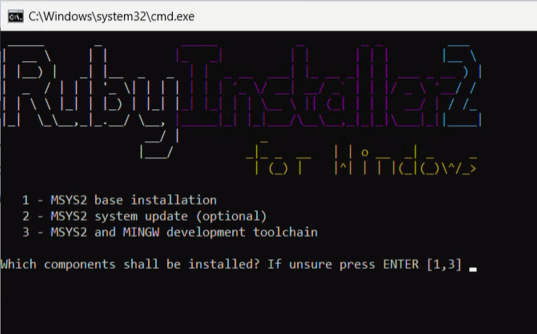 C:\Windows\system32\cmd.exe
RubyInstaller2
for Windows
1 - MSYS2 base installation
2 - MSYS2 system update (optional)
3 - MSYS2 and MINGW development toolchain
Which components shall be installed? If unsure press ENTER [1,3]